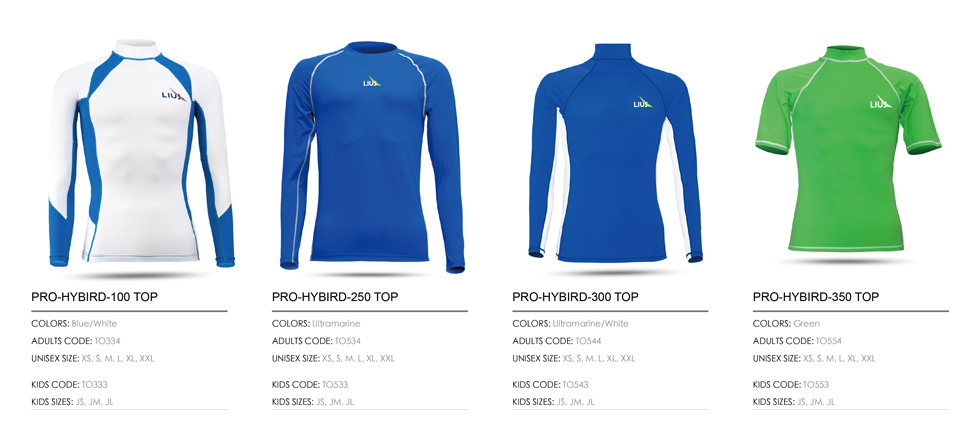 LIUS
LIUS
LIUS
LIUS
PRO-HYBIRD-100 TOP
COLORS: Blue/White
ADULTS CODE: TO334
UNISEX SIZE: XS, S, M, L, XL, XXL
KIDS CODE: TO333
KIDS SIZES: JS, JM, JL
PRO-HYBIRD-250 TOP
COLORS: Ultramarine
ADULTS CODE: TO534
UNISEX SIZE: XS, S, M, L, XL, XXL
KIDS CODE: TO533
KIDS SIZES: JS, JM, JL
PRO-HYBIRD-300 TOP
COLORS: Ultramarine/White
ADULTS CODE: TO544
UNISEX SIZE: XS, S, M, L, XL, XXL
KIDS CODE: TO543
KIDS SIZES: JS, JM, JL
PRO-HYBIRD-350 TOP
COLORS: Green
ADULTS CODE: TO554
UNISEX SIZE: XS, S, M, L, XL, XXL
KIDS CODE: TO553
KIDS SIZES: JS, JM, JL